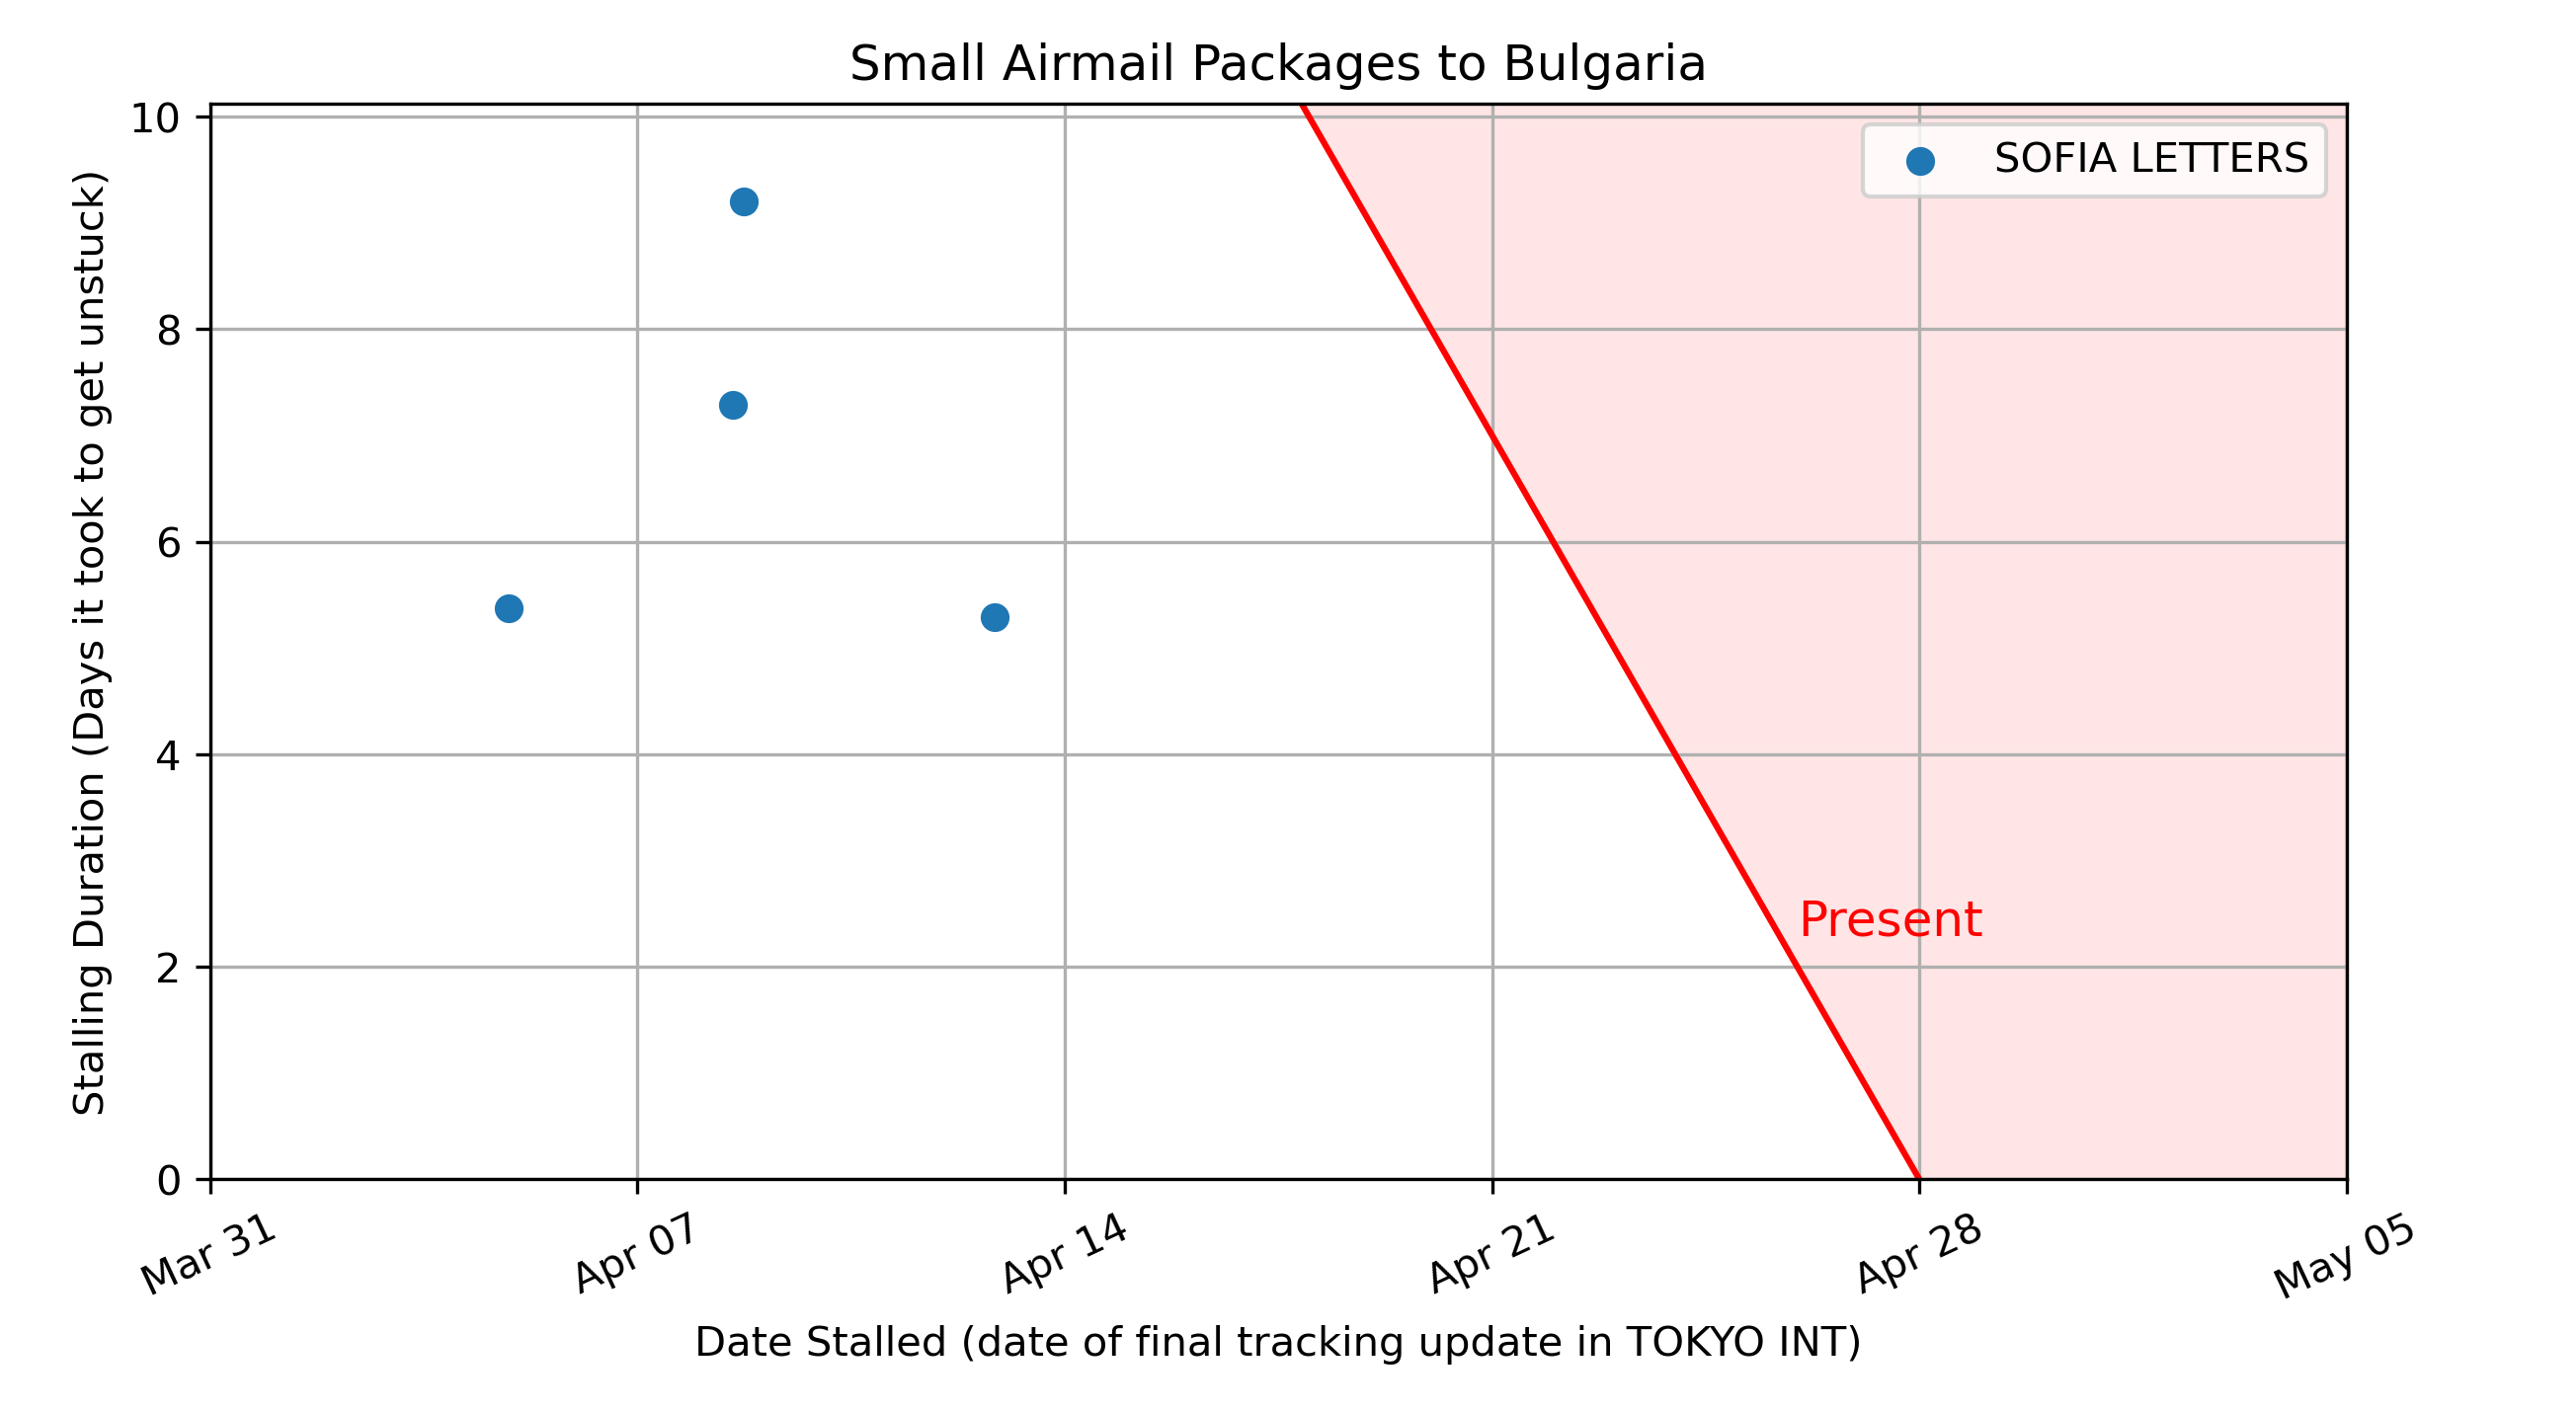 Small Airmail Packages to Bulgaria
Stalling Duration (Days it took to get unstuck)
10
8
6
4
2
0
SOFIA LETTERS
Present
Mar 31
Apr 07
Apr 14
Apr 21
Apr 28
May 05
Date Stalled (date of final tracking update in TOKYO INT)